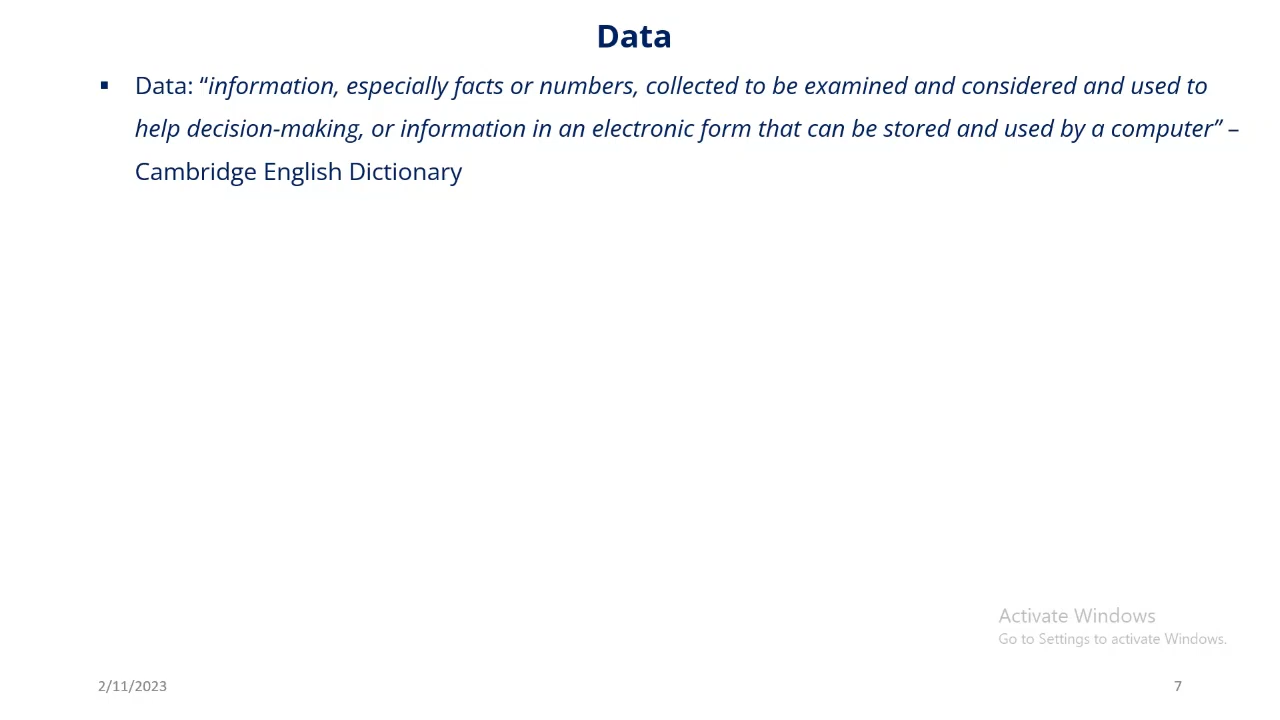 Data
▪ Data: “information, especially facts or numbers, collected to be examined and considered and used to
help decision-making, or information in an electronic form that can be stored and used by a computer” –
Cambridge English Dictionary
Activate Windows
Go to Settings to activate Windows.
2/11/2023
7